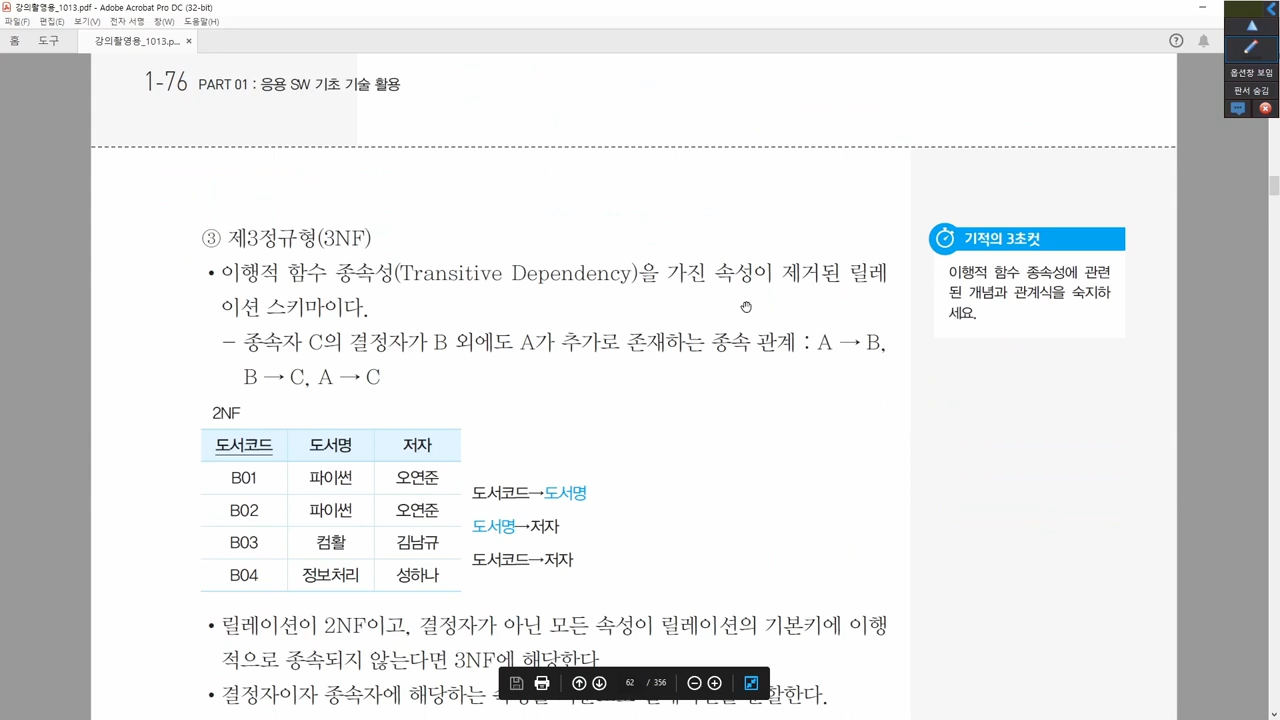 강의촬영용_1013.pdf - Adobe Acrobat Pro DC (32-bit)
파일(F) 편집(E) 보기(V) 전자 서명 창(W) 도움말(H)
홈 도구 강의촬영용_1013.p... ×
옵션창 보임
판서 숨김
1-76 PART 01 : 응용 SW 기초 기술 활용
③ 제3정규형(3NF)
• 이행적 함수 종속성(Transitive Dependency)을 가진 속성이 제거된 릴레
이션 스키마이다.
- 종속자 C의 결정자가 B 외에도 A가 추가로 존재하는 종속 관계 : A → B,
B → C, A → C
기적의 3초컷
이행적 함수 종속성에 관련
된 개념과 관계식을 숙지하
세요.
2NF
도서코드 도서명 저자
B01 파이썬 오연준
B02 파이썬 오연준
B03 컴활 김남규
B04 정보처리 성하나
도서코드→도서명
도서명→저자
도서코드→저자
• 릴레이션이 2NF이고, 결정자가 아닌 모든 속성이 릴레이션의 기본키에 이행
적으로 종속되지 않는다면 3NF에 해당한다
• 결정자이자 종속자에 해당하는
62 / 356